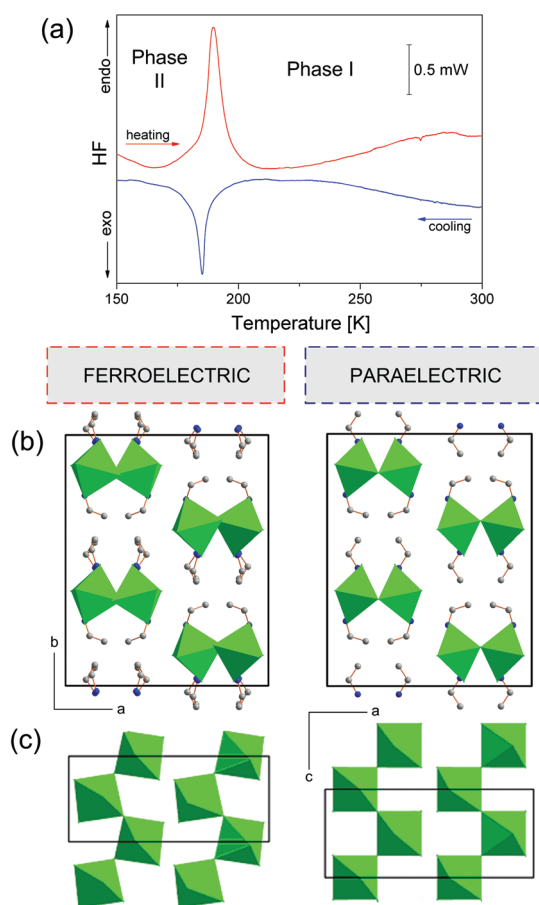 (a)
endo
HF
exo
Phase
II
Phase I
0.5 mW
heating
cooling
150 200 250 300
Temperature [K]
FERROELECTRIC PARAELECTRIC
(b)
b
a
(c)
a
c